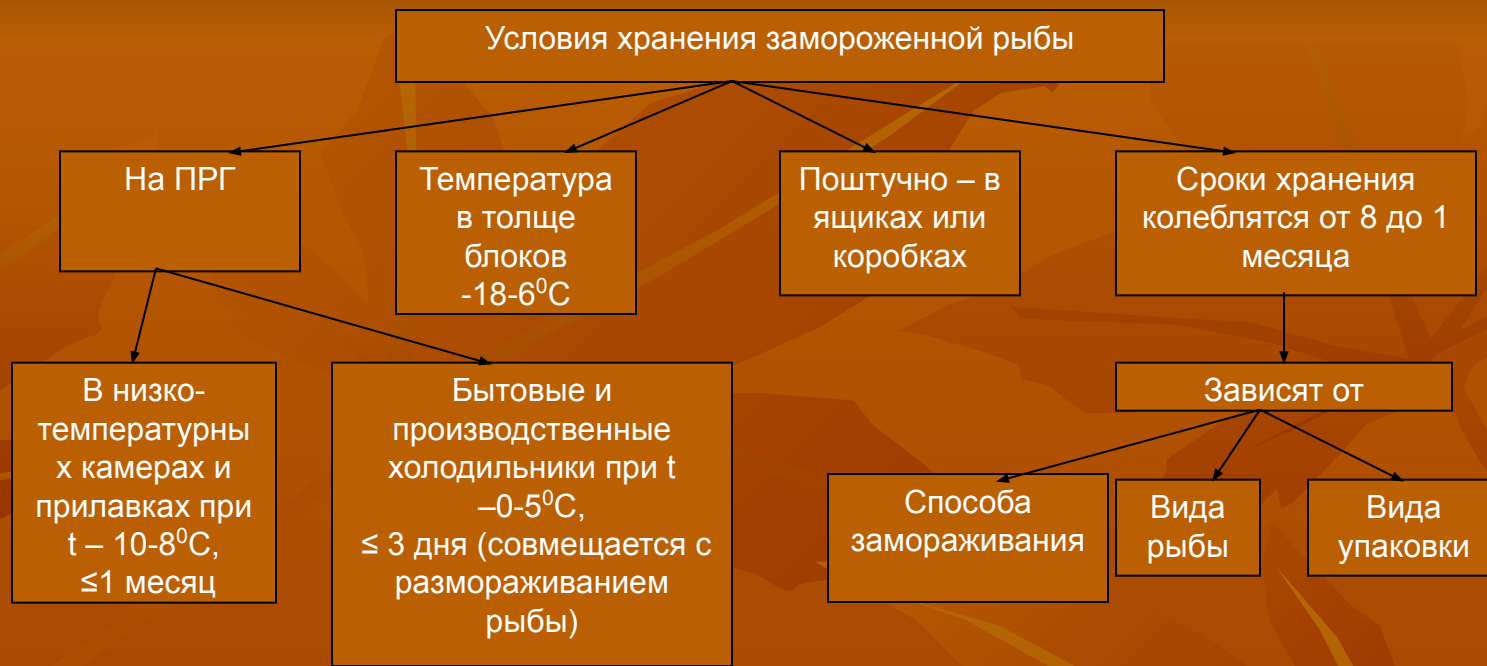 Условия хранения замороженной рыбы
На ПРГ
Температура
в толще
блоков
-18-6⁰С
Поштучно – в
ящиках или
коробках
Сроки хранения
колеблятся от 8 до 1
месяца
В низко-
температурны
х камерах и
прилавках при
t – 10-8⁰С,
≤1 месяц
Бытовые и
производственные
холодильники при t
–0-5⁰С,
≤ 3 дня (совмещается с
размораживанием
рыбы)
Зависят от
Способа
замораживания
Вида
рыбы
Вида
упаковки